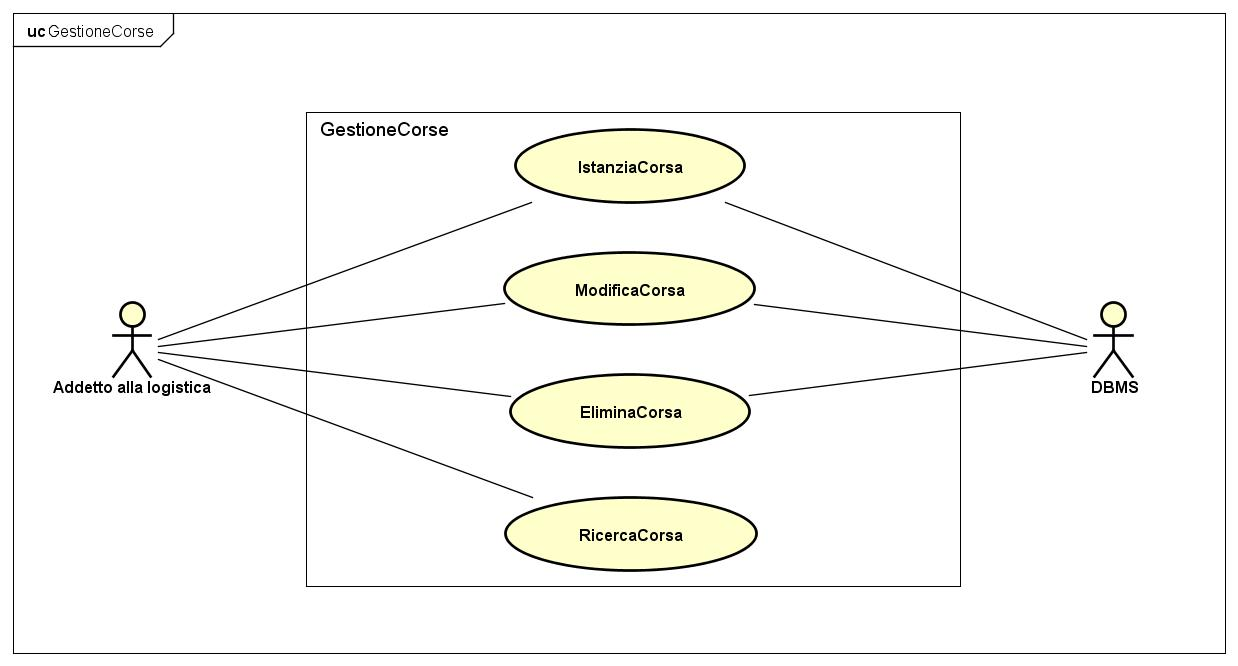 uc GestioneCorse
GestioneCorse
IstanziaCorsa
ModificaCorsa
Addetto alla logistica
DBMS
EliminaCorsa
RicercaCorsa